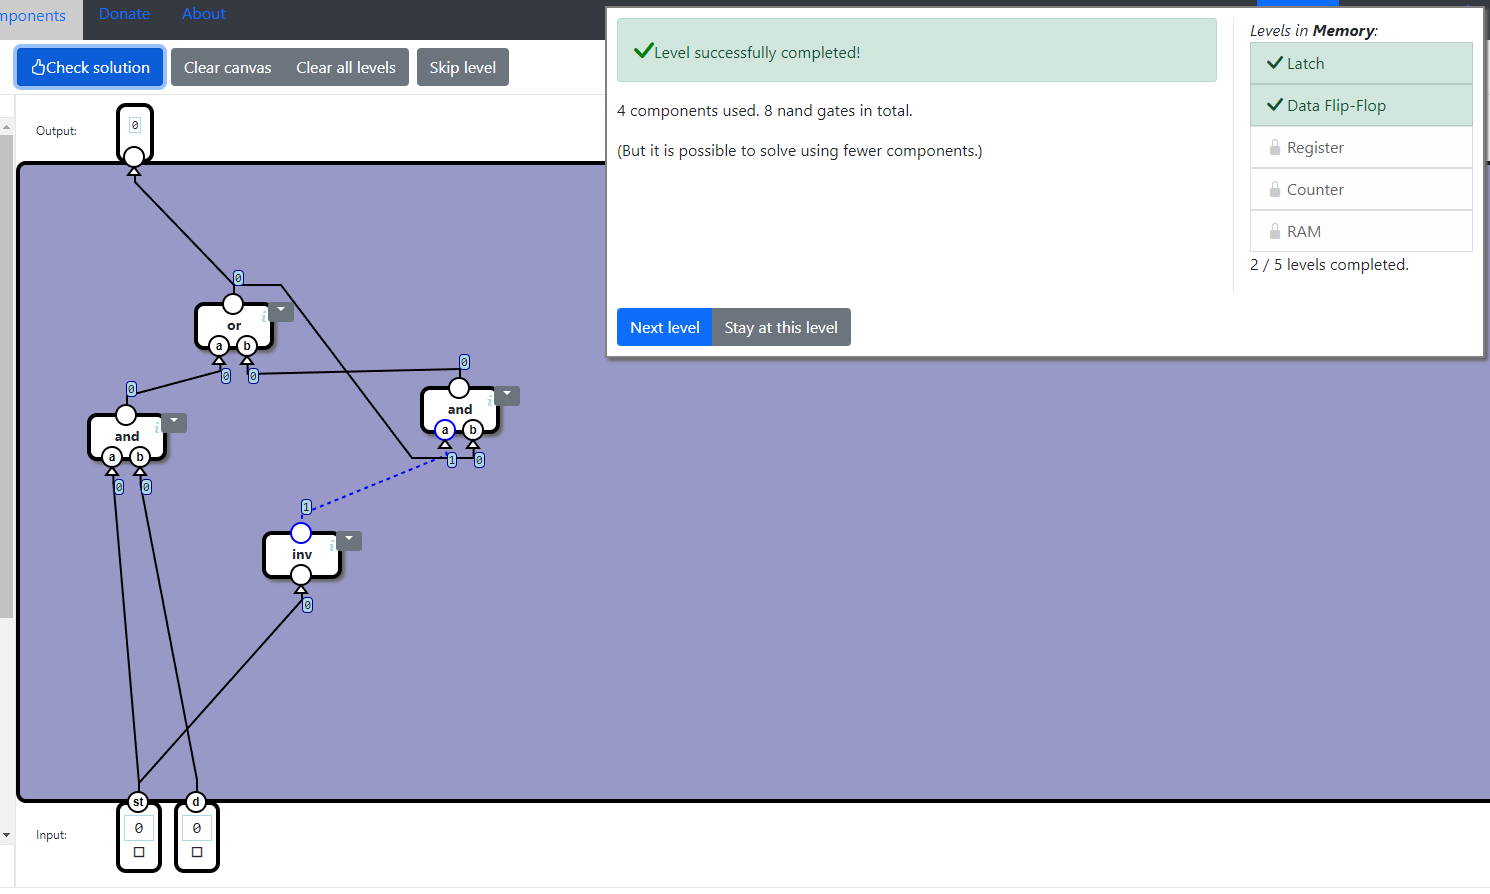 mponents Donate About
Check solution Clear canvas Clear all levels Skip level
Output:
0
0
or
a b
0 0
0
and
a b
0 0
0
and
a b
1 0
1
inv
0
st d
Input:
0 0
Level successfully completed!
4 components used. 8 nand gates in total.
(But it is possible to solve using fewer components.)
Next level Stay at this level
Levels in Memory:
Latch
Data Flip-Flop
Register
Counter
RAM
2 / 5 levels completed.